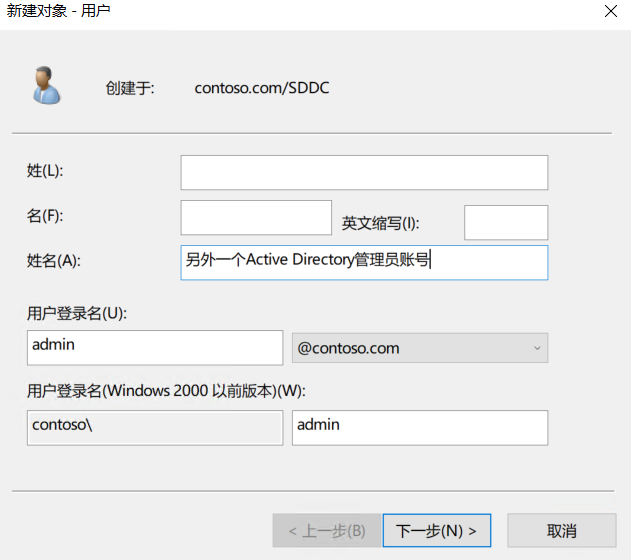 新建对象 - 用户
创建于: contoso.com/SDDC
姓(L):
名(F): 英文缩写(I):
姓名(A): 另外一个Active Directory管理员账号
用户登录名(U):
admin @contoso.com
用户登录名(Windows 2000 以前版本)(W):
contoso\ admin
< 上一步(B) 下一步(N) > 取消